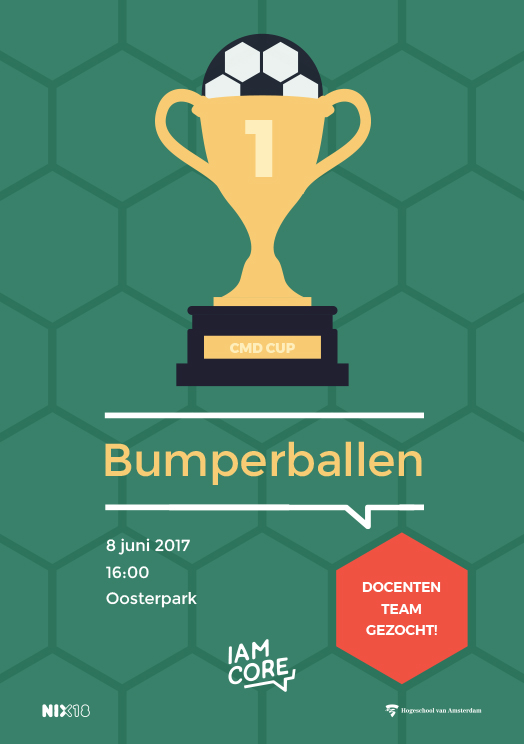 1
CMD CUP
Bumperballen
8 juni 2017
16:00
Oosterpark
DOCENTEN
TEAM
GEZOCHT!
IAM
CORE
NIX18
Hogeschool van Amsterdam